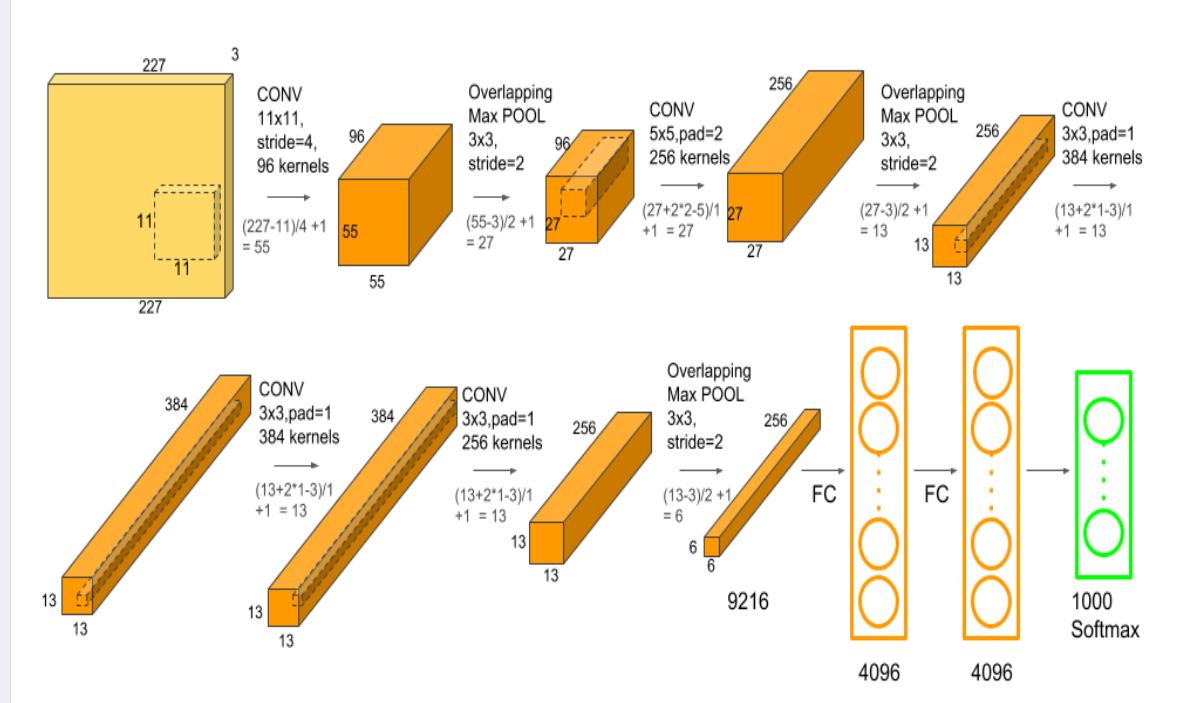 227
3
CONV
11x11,
stride=4,
96 kernels
(227-11)/4 +1
= 55
11
11
227
96
55
55
Overlapping
Max POOL
3x3,
stride=2
(55-3)/2 +1
= 27
96
27
27
CONV
5x5,pad=2
256 kernels
(27+2*2-5)/1
+1 = 27
256
27
27
Overlapping
Max POOL
3x3,
stride=2
(27-3)/2 +1
= 13
256
13
13
CONV
3x3,pad=1
384 kernels
(13+2*1-3)/1
+1 = 13
384
13
13
CONV
3x3,pad=1
384 kernels
(13+2*1-3)/1
+1 = 13
384
13
13
CONV
3x3,pad=1
256 kernels
(13+2*1-3)/1
+1 = 13
256
13
13
Overlapping
Max POOL
3x3,
stride=2
(13-3)/2 +1
= 6
256
6
6
9216
FC
4096
FC
4096
1000
Softmax